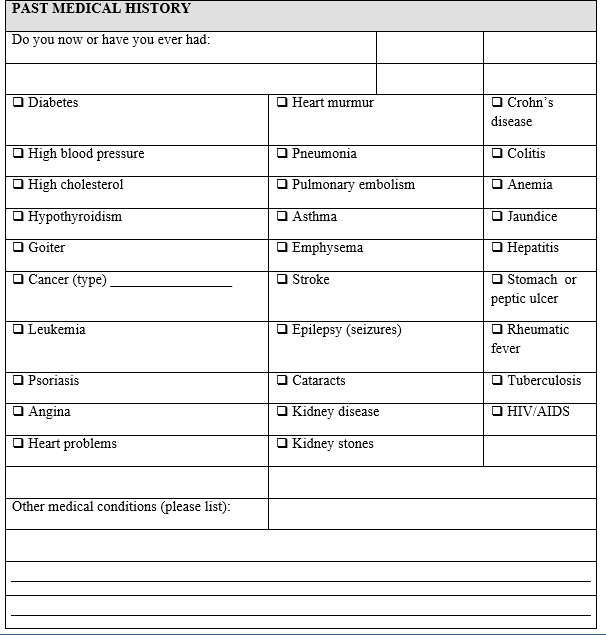 PAST MEDICAL HISTORY
Do you now or have you ever had:
❑ Diabetes
❑ Heart murmur
❑ Crohn’s
disease
❑ High blood pressure
❑ Pneumonia
❑ Colitis
❑ High cholesterol
❑ Pulmonary embolism
❑ Anemia
❑ Hypothyroidism
❑ Asthma
❑ Jaundice
❑ Goiter
❑ Emphysema
❑ Hepatitis
❑ Cancer (type) _________________
❑ Stroke
❑ Stomach or
peptic ulcer
❑ Leukemia
❑ Epilepsy (seizures)
❑ Rheumatic
fever
❑ Psoriasis
❑ Cataracts
❑ Tuberculosis
❑ Angina
❑ Kidney disease
❑ HIV/AIDS
❑ Heart problems
❑ Kidney stones
Other medical conditions (please list):